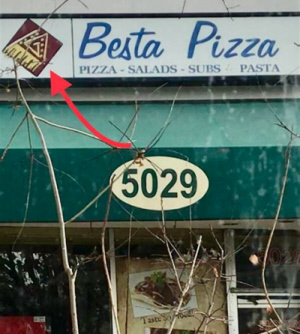 Besta Pizza
PIZZA - SALADS - SUBS - PASTA
5029